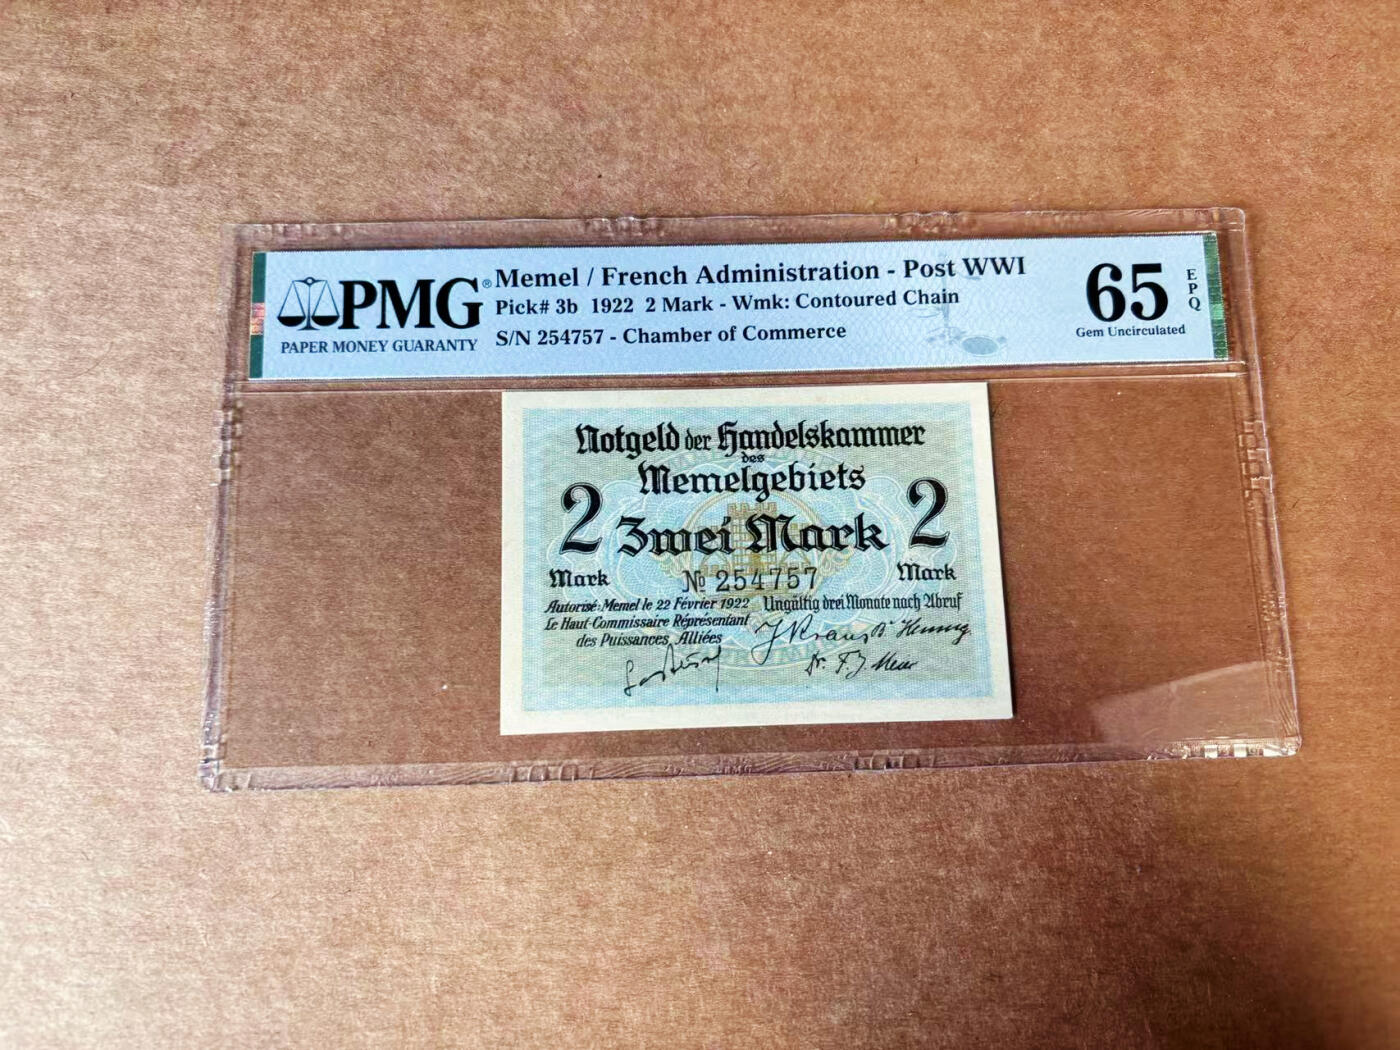 PMG®
PAPER MONEY GUARANTY
Memel / French Administration - Post WWI
Pick# 3b 1922 2 Mark - Wmk: Contoured Chain
S/N 254757 - Chamber of Commerce
65
EPQ
Gem Uncirculated
Notgeld der Handelskammer
des
Memelgebiets
2 Zwei Mark 2
Mark № 254757 Mark
Autorisé: Memel le 22 Février 1922 Ungültig drei Monate nach Abruf
Le Haut-Commissaire Réprésentant
des Puissances Alliées